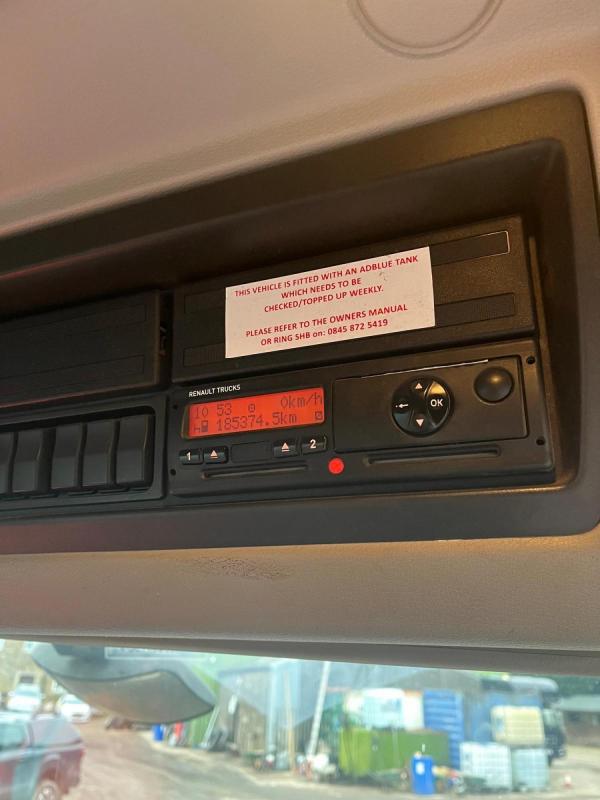 THIS VEHICLE IS FITTED WITH AN ADBLUE TANK
WHICH NEEDS TO BE
CHECKED/TOPPED UP WEEKLY.
PLEASE REFER TO THE OWNERS MANUAL
OR RING SHB on: 0845 872 5419
RENAULT TRUCKS
10 53 0km/h
185374.5km
1 2
OK